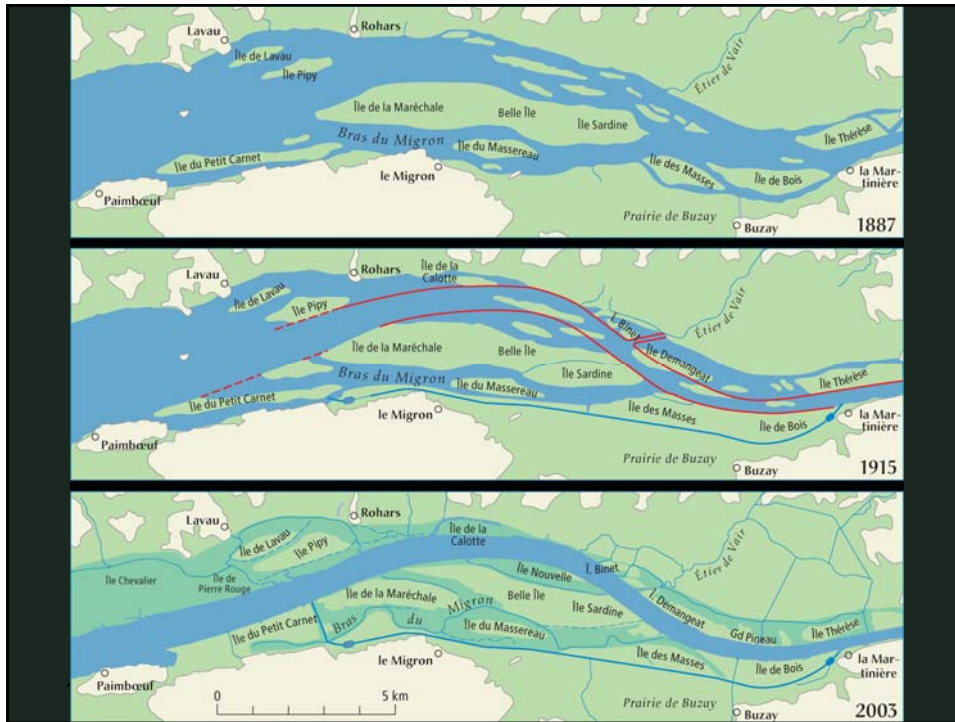 Lavau
Rohars
Île de Lavau
Île Pipy
Étier de Vair
Île de la Maréchale
Belle Île
Île Sardine
Île Thérèse
Bras du Migron
Île du Massereau
Île du Petit Carnet
le Migron
Île des Masses
Île de Bois
la Mar-
tinière
Paimbœuf
Prairie de Buzay
Buzay
1887
Lavau
Rohars
Île de la
Calotte
Île de Lavau
Île Pipy
Î. Binet
Étier de Vair
Île de la Maréchale
Belle Île
Île Demangeat
Île Sardine
Île Thérèse
Bras du Migron
Île du Massereau
Île du Petit Carnet
le Migron
Île des Masses
Île de Bois
la Mar-
tinière
Paimbœuf
Prairie de Buzay
Buzay
1915
Lavau
Rohars
Île de la
Calotte
Île de Lavau
Île Pipy
Île Chevalier
Île de
Pierre Rouge
Île Nouvelle
Î. Binet
Étier de Vair
Île de la Maréchale
Belle Île
Î. Demangeat
Île Sardine
Bras du Migron
Gd Pineau
Île Thérèse
Île du Petit Carnet
Île du Massereau
le Migron
Île des Masses
Île de Bois
la Mar-
tinière
Paimbœuf
0 5 km
Prairie de Buzay
Buzay
2003